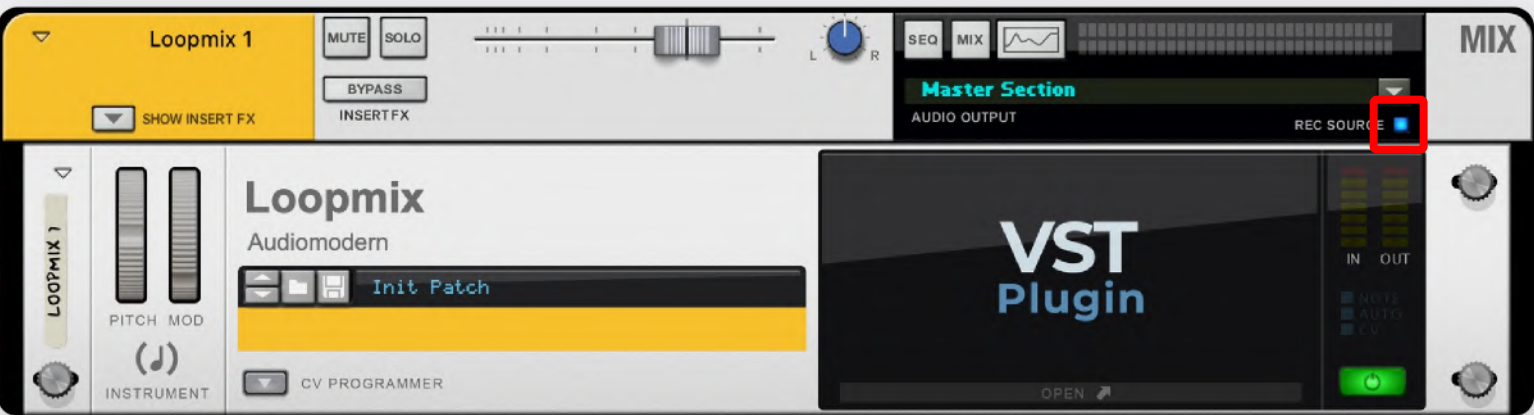 Loopmix 1
SHOW INSERT FX
MUTE SOLO
BYPASS
INSERT FX
L R
SEQ MIX
Master Section
AUDIO OUTPUT
REC SOURCE
MIX
LOOPMIX 1
PITCH MOD
INSTRUMENT
Loopmix
Audiomodern
Init Patch
CV PROGRAMMER
VST
Plugin
OPEN
IN OUT
NOTE
AUTO
CV